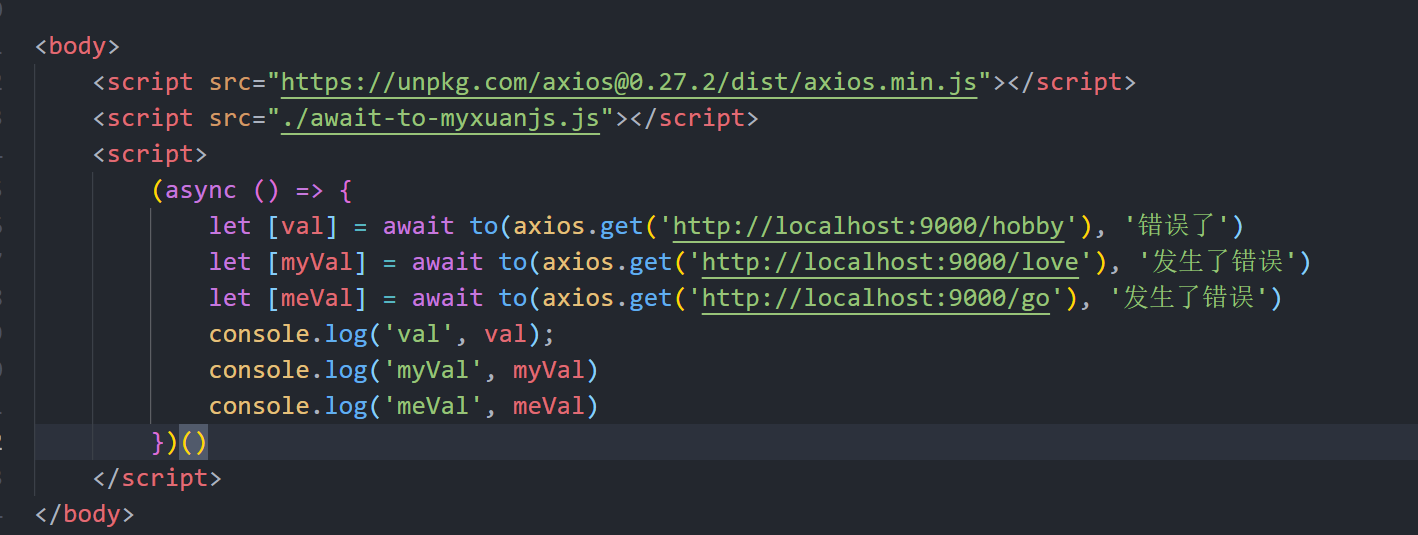 <body>
<script src="https://unpkg.com/axios@0.27.2/dist/axios.min.js"></script>
<script src="./await-to-myxuanjs.js"></script>
<script>
(async () => {
let [val] = await to(axios.get('http://localhost:9000/hobby'), '错误了')
let [myVal] = await to(axios.get('http://localhost:9000/love'), '发生了错误')
let [meVal] = await to(axios.get('http://localhost:9000/go'), '发生了错误')
console.log('val', val);
console.log('myVal', myVal)
console.log('meVal', meVal)
})()
</script>
</body>